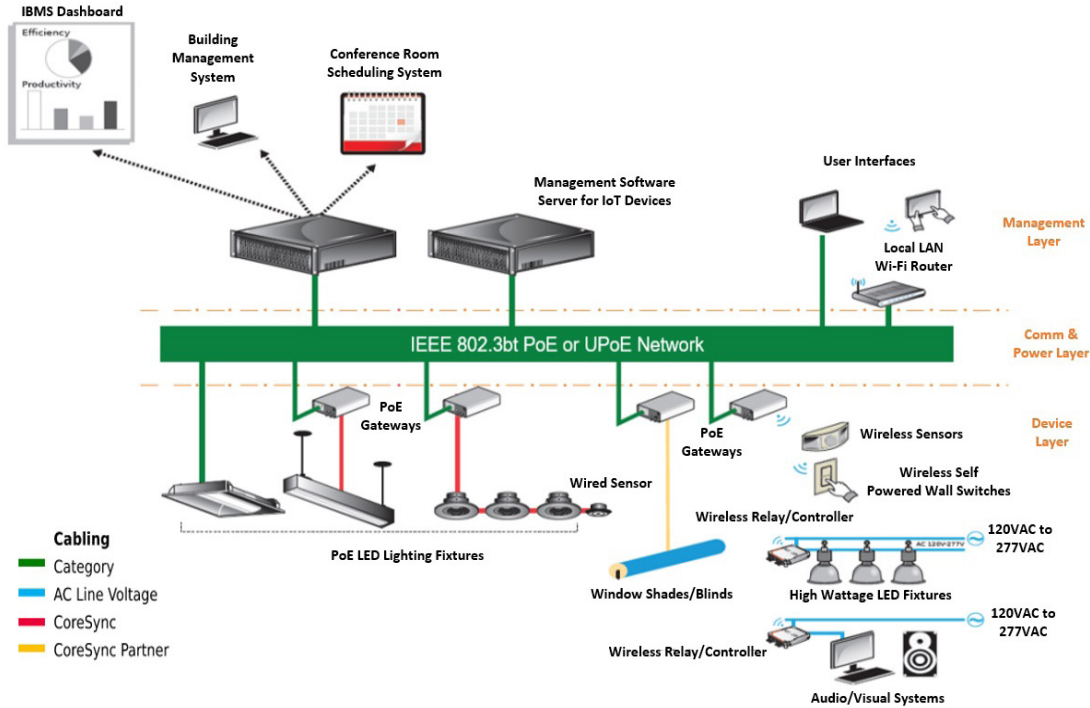 IBMS Dashboard
Efficiency
Productivity
Building
Management
System
Conference Room
Scheduling System
Management Software
Server for IoT Devices
User Interfaces
Local LAN
Wi-Fi Router
Management
Layer
IEEE 802.3bt PoE or UPoE Network
Comm &
Power Layer
PoE
Gateways
PoE
Gateways
Wireless Sensors
Device
Layer
Wireless Self
Powered Wall Switches
Wired Sensor
PoE LED Lighting Fixtures
Window Shades/Blinds
Wireless Relay/Controller
AC 120V-277V
120VAC to
277VAC
High Wattage LED Fixtures
120VAC to
277VAC
Wireless Relay/Controller
Audio/Visual Systems
Cabling
Category
AC Line Voltage
CoreSync
CoreSync Partner